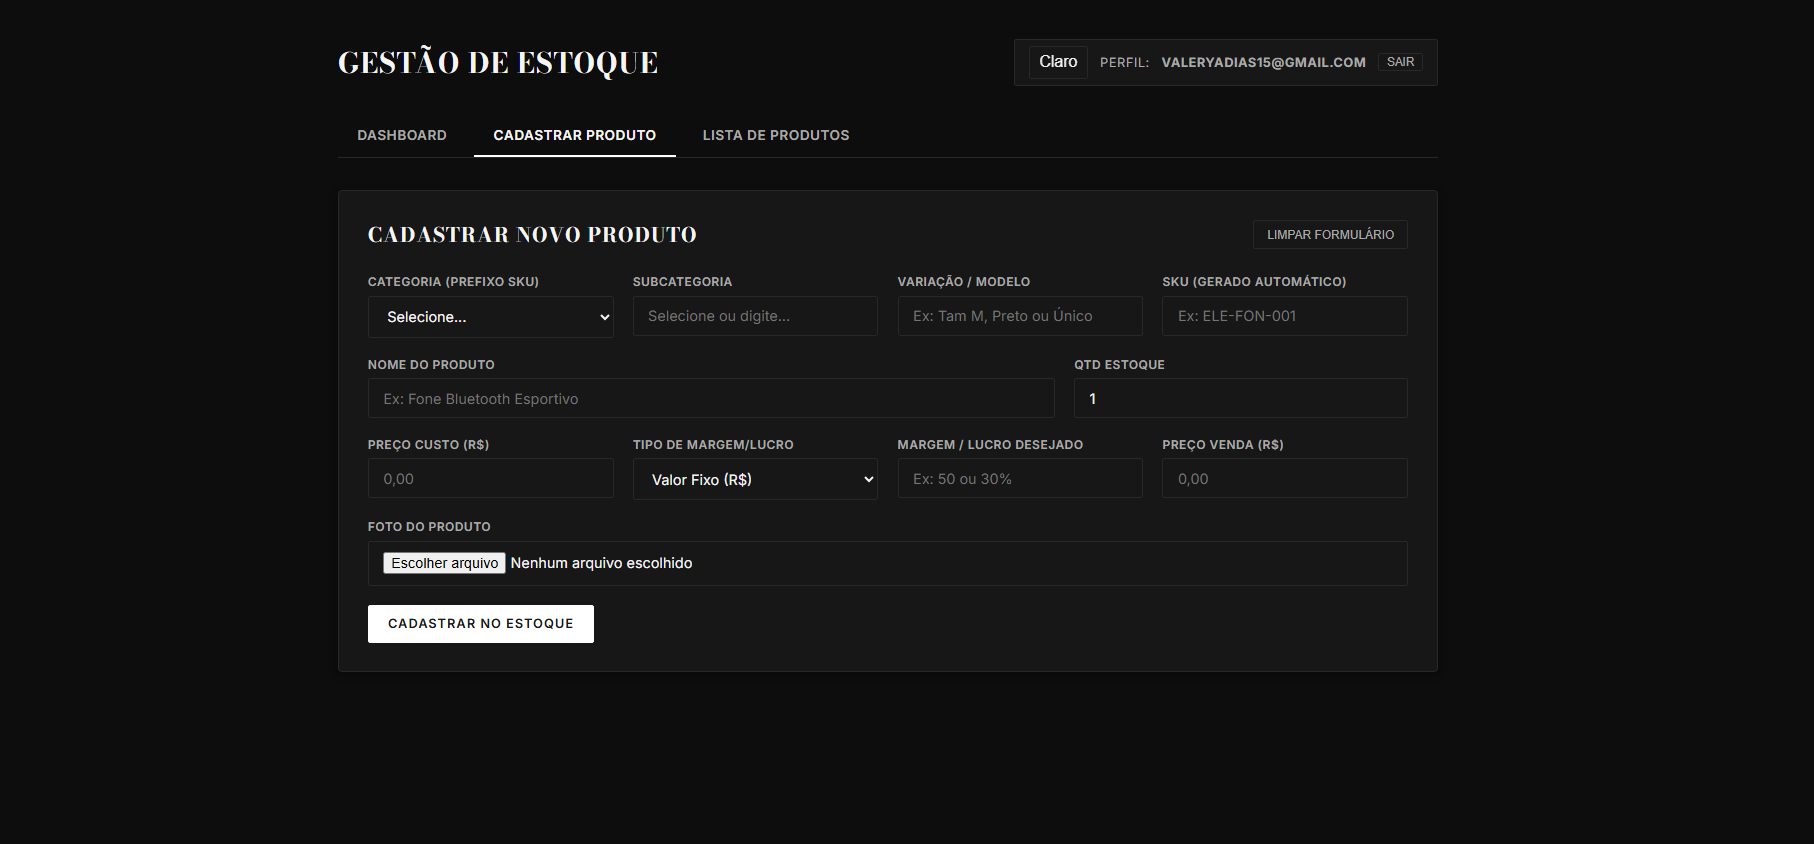 GESTÃO DE ESTOQUE
Claro PERFIL: VALERYADIAS15@GMAIL.COM SAIR
DASHBOARD CADASTRAR PRODUTO LISTA DE PRODUTOS
CADASTRAR NOVO PRODUTO LIMPAR FORMULÁRIO
CATEGORIA (PREFIXO SKU) SUBCATEGORIA VARIAÇÃO / MODELO SKU (GERADO AUTOMÁTICO)
Selecione... Selecione ou digite... Ex: Tam M, Preto ou Único Ex: ELE-FON-001
NOME DO PRODUTO QTD ESTOQUE
Ex: Fone Bluetooth Esportivo 1
PREÇO CUSTO (R$) TIPO DE MARGEM/LUCRO MARGEM / LUCRO DESEJADO PREÇO VENDA (R$)
0,00 Valor Fixo (R$) Ex: 50 ou 30% 0,00
FOTO DO PRODUTO
Escolher arquivo Nenhum arquivo escolhido
CADASTRAR NO ESTOQUE